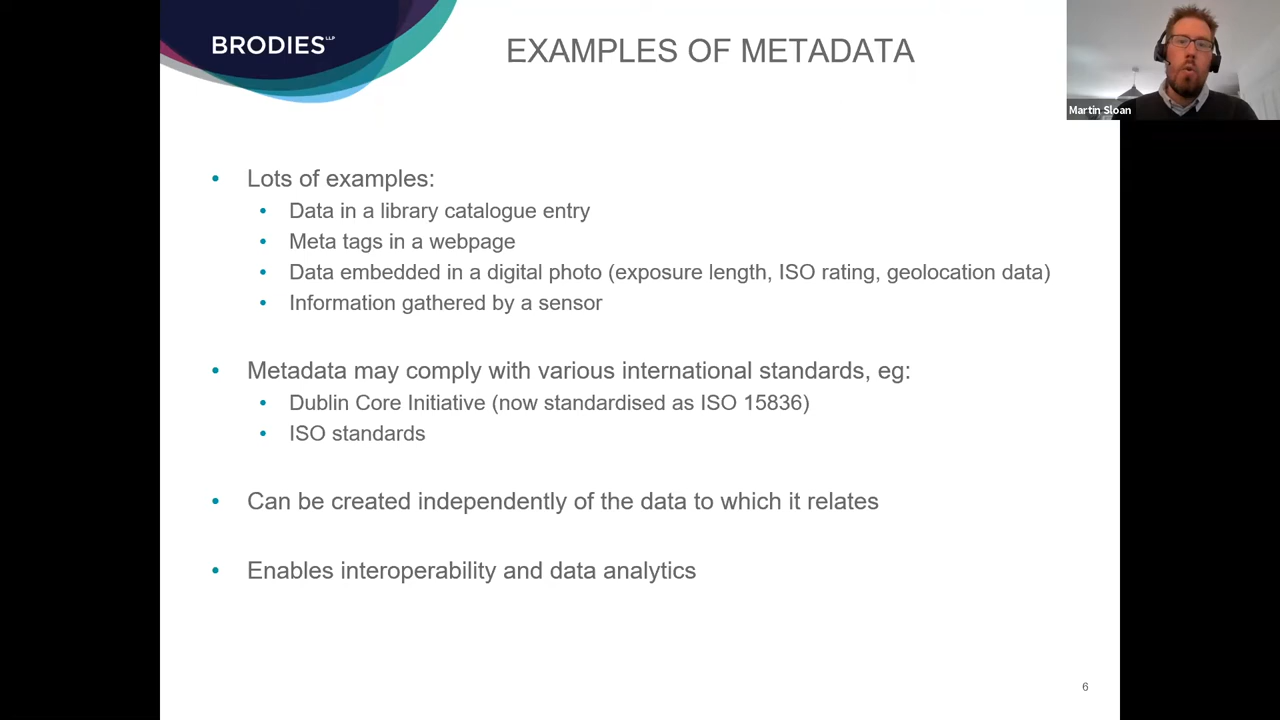 BRODIES LLP
EXAMPLES OF METADATA
Martin Sloan
• Lots of examples:
• Data in a library catalogue entry
• Meta tags in a webpage
• Data embedded in a digital photo (exposure length, ISO rating, geolocation data)
• Information gathered by a sensor
• Metadata may comply with various international standards, eg:
• Dublin Core Initiative (now standardised as ISO 15836)
• ISO standards
• Can be created independently of the data to which it relates
• Enables interoperability and data analytics
6